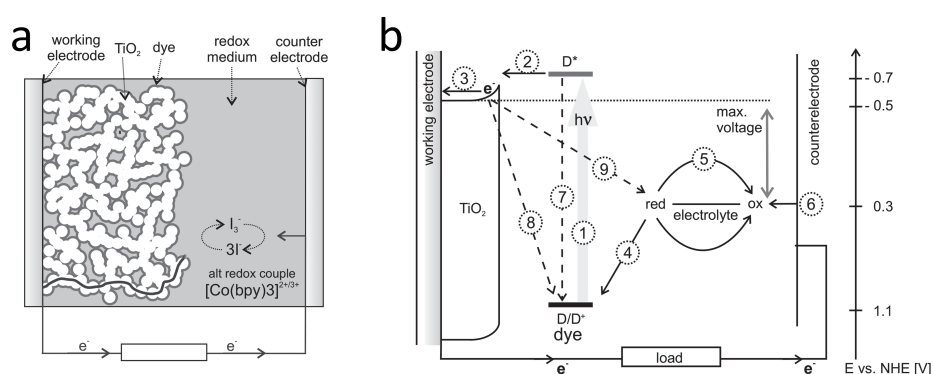 a
working
electrode
TiO2
dye
redox
medium
counter
electrode
I3-
3I-
alt redox couple
[Co(bpy)3]2+/3+
e-
e-
b
working electrode
counterelectrode
D*
2
3
e-
hν
max.
voltage
- 0.7
- 0.5
5
9
TiO2
7
8
1
red
electrolyte
ox
6
0.3
4
D/D+
dye
1.1
load
e-
e-
E vs. NHE [V]